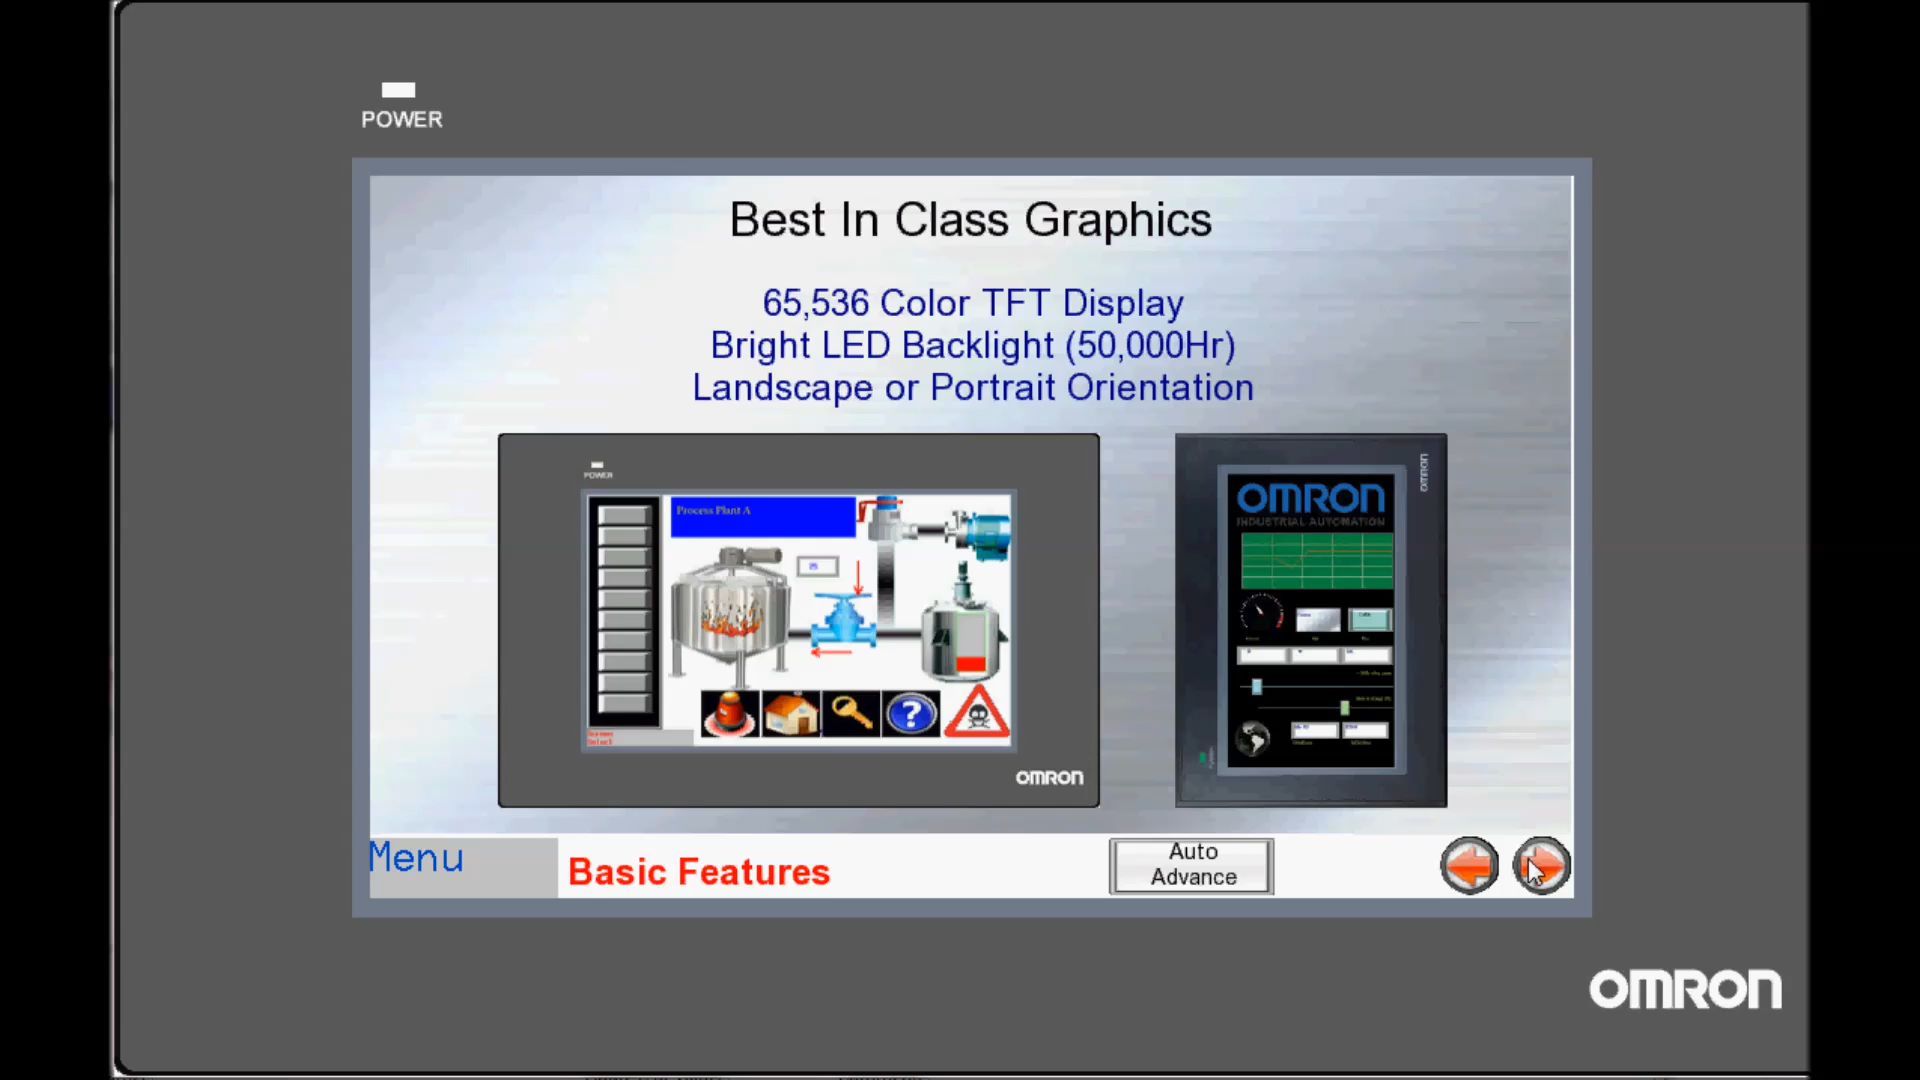 POWER
Best In Class Graphics
65,536 Color TFT Display
Bright LED Backlight (50,000Hr)
Landscape or Portrait Orientation
POWER
Process Plant A
OMRON
OMRON
OMRON
INDUSTRIAL AUTOMATION
Menu
Basic Features
Auto
Advance
OMRON